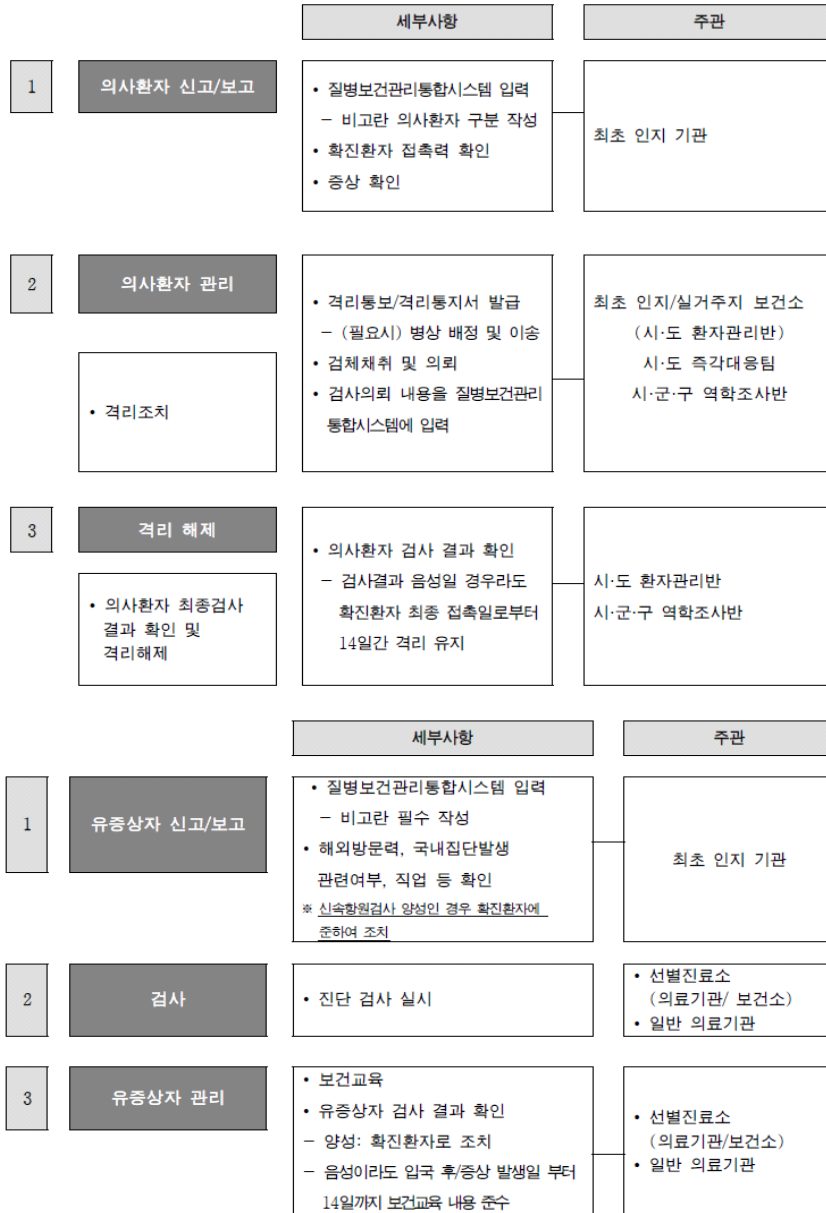 세부사항
주관
1
의사환자 신고/보고
• 질병보건관리통합시스템 입력
– 비고란 의사환자 구분 작성
• 확진환자 접촉력 확인
• 증상 확인
최초 인지 기관
2
의사환자 관리
• 격리조치
• 격리통보/격리통지서 발급
– (필요시) 병상 배정 및 이송
• 검체채취 및 의뢰
• 검사의뢰 내용을 질병보건관리
통합시스템에 입력
최초 인지/실거주지 보건소
(시·도 환자관리반)
시·도 즉각대응팀
시·군·구 역학조사반
3
격리 해제
• 의사환자 최종검사
결과 확인 및
격리해제
• 의사환자 검사 결과 확인
– 검사결과 음성일 경우라도
확진환자 최종 접촉일로부터
14일간 격리 유지
시·도 환자관리반
시·군·구 역학조사반
세부사항
주관
1
유증상자 신고/보고
• 질병보건관리통합시스템 입력
– 비고란 필수 작성
• 해외방문력, 국내집단발생
관련여부, 직업 등 확인
※ 신속항원검사 양성인 경우 확진환자에
준하여 조치
최초 인지 기관
2
검사
• 진단 검사 실시
• 선별진료소
(의료기관/ 보건소)
• 일반 의료기관
3
유증상자 관리
• 보건교육
• 유증상자 검사 결과 확인
– 양성: 확진환자로 조치
– 음성이라도 입국 후/증상 발생일 부터
14일까지 보건교육 내용 준수
• 선별진료소
(의료기관/보건소)
• 일반 의료기관